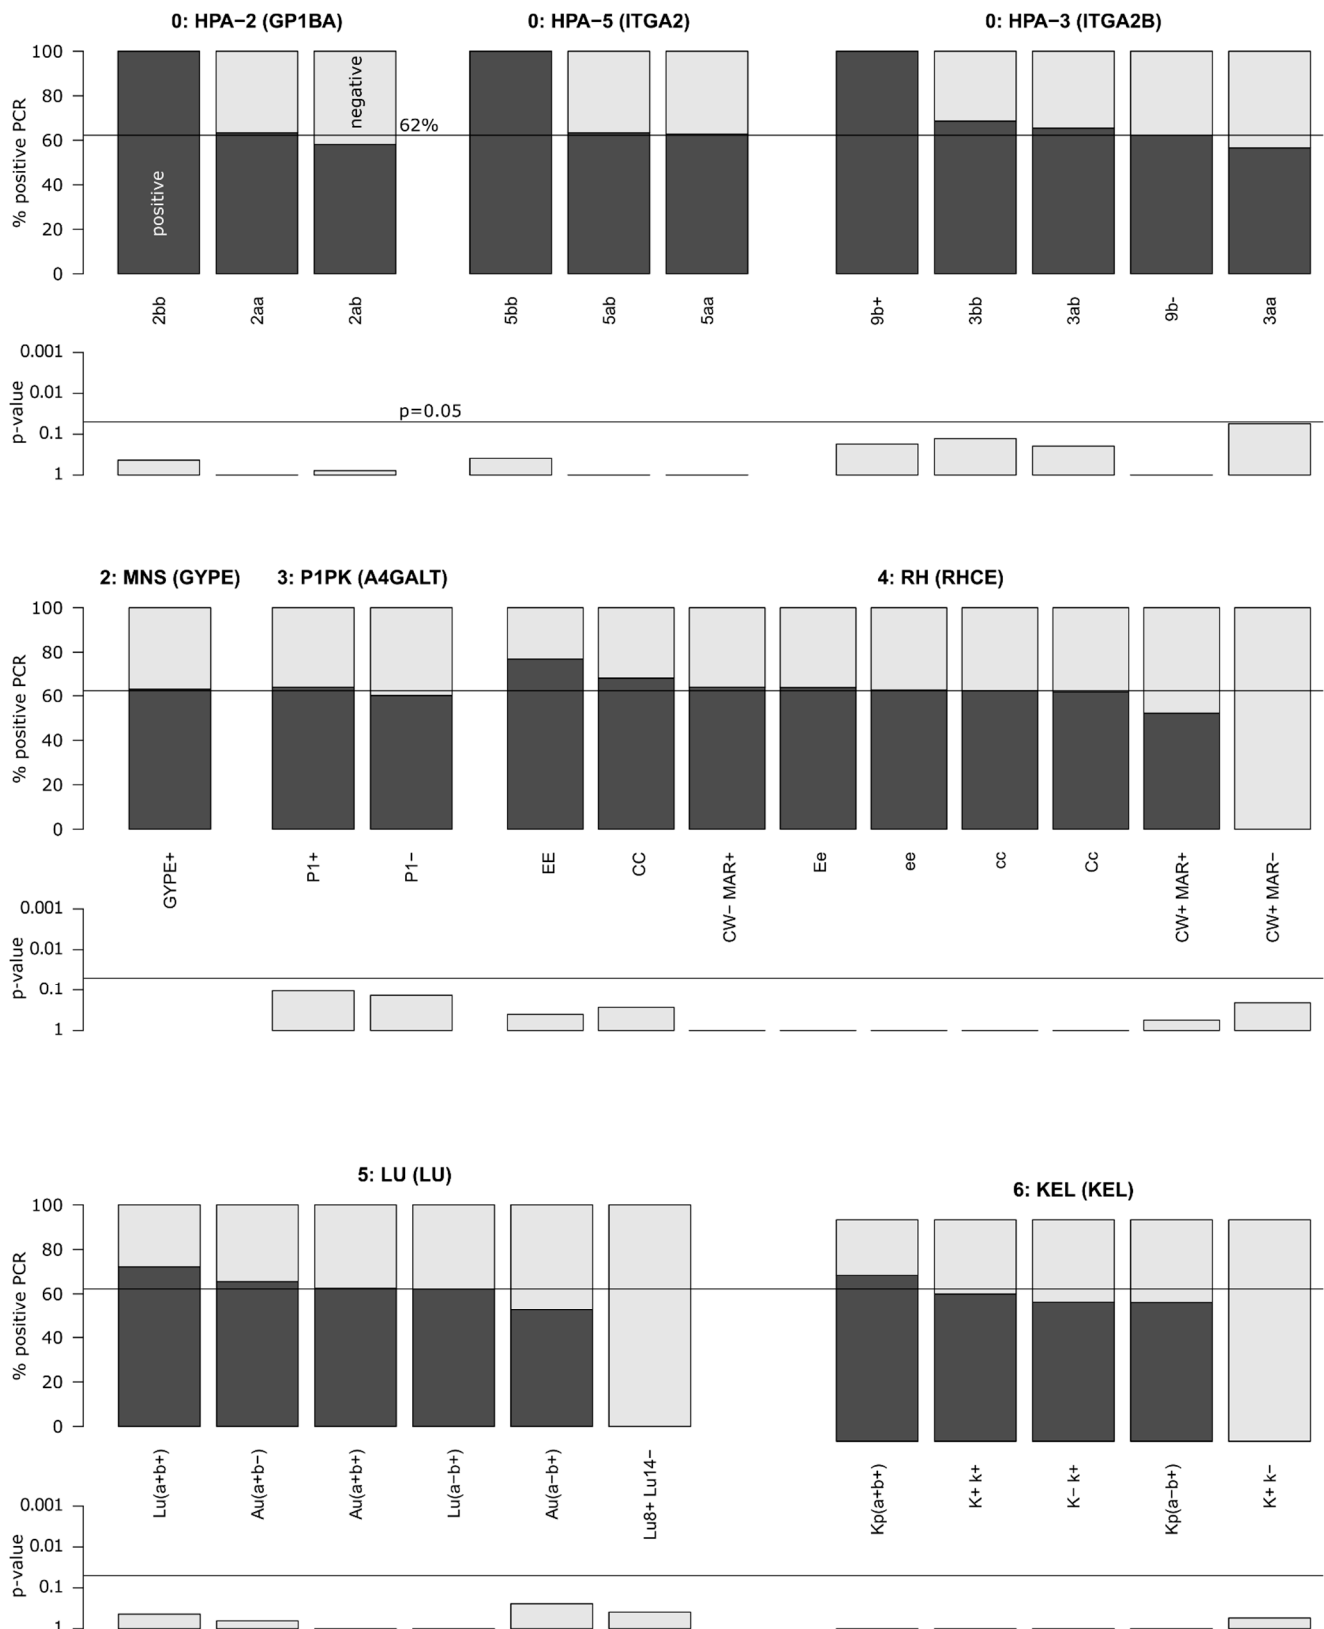 0: HPA−2 (GP1BA) 0: HPA−5 (ITGA2) 0: HPA−3 (ITGA2B)
% positive PCR
100
80
60
40
20
0
positive
negative
62%
2bb 2aa 2ab 5bb 5ab 5aa 9b+ 3bb 3ab 9b- 3aa
p-value
0.001
0.01
0.1
1
p=0.05
2: MNS (GYPE) 3: P1PK (A4GALT) 4: RH (RHCE)
% positive PCR
100
80
60
40
20
0
GYPE+ P1+ P1− EE CC CW− MAR+ Ee ee cc Cc CW+ MAR+ CW+ MAR−
p-value
0.001
0.01
0.1
1
5: LU (LU) 6: KEL (KEL)
% positive PCR
100
80
60
40
20
0
Lu(a+b+) Au(a+b−) Au(a+b+) Lu(a−b+) Au(a−b+) Lu8+ Lu14− Kp(a+b+) K+ k+ K− k+ Kp(a−b+) K+ k−
p-value
0.001
0.01
0.1
1